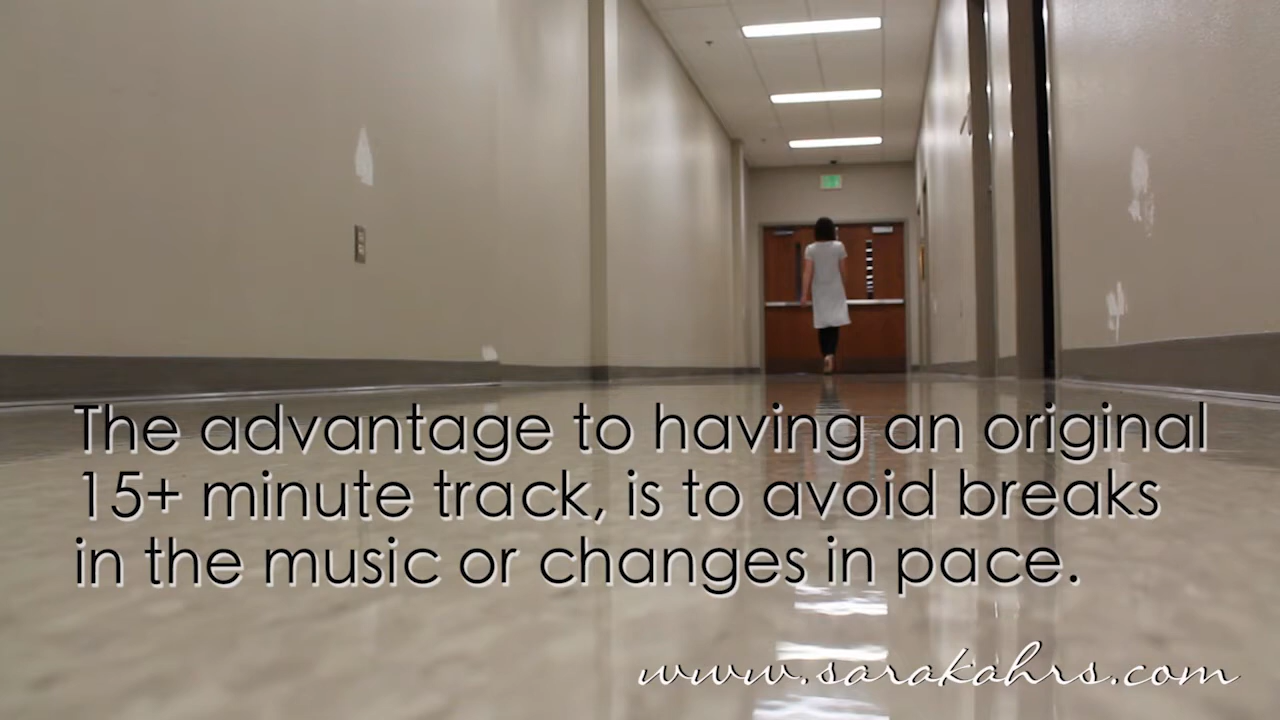 The advantage to having an original
15+ minute track, is to avoid breaks
in the music or changes in pace.
www.sarakahrs.com